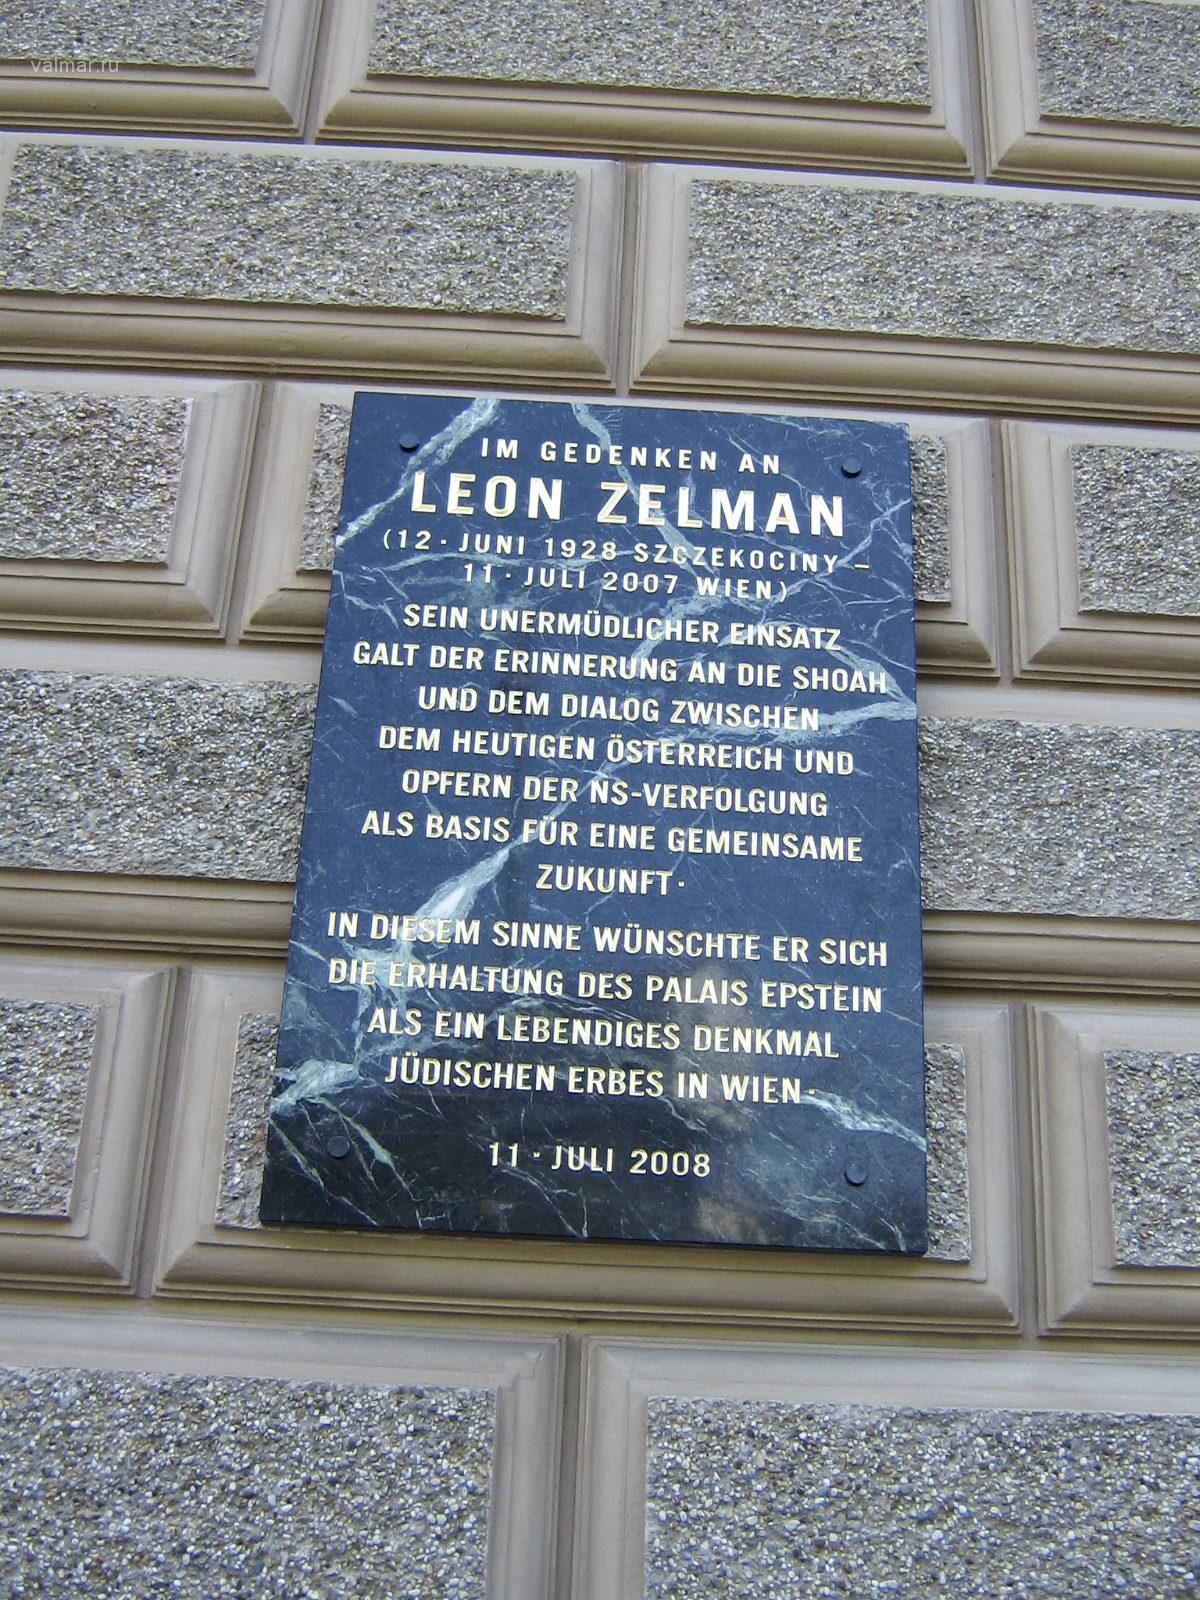 valmar.ru
IM GEDENKEN AN
LEON ZELMAN
(12. JUNI 1928 SZCZEKOCINY –
11. JULI 2007 WIEN)
SEIN UNERMÜDLICHER EINSATZ
GALT DER ERINNERUNG AN DIE SHOAH
UND DEM DIALOG ZWISCHEN
DEM HEUTIGEN ÖSTERREICH UND
OPFERN DER NS-VERFOLGUNG
ALS BASIS FÜR EINE GEMEINSAME
ZUKUNFT.
IN DIESEM SINNE WÜNSCHTE ER SICH
DIE ERHALTUNG DES PALAIS EPSTEIN
ALS EIN LEBENDIGES DENKMAL
JÜDISCHEN ERBES IN WIEN.
11. JULI 2008